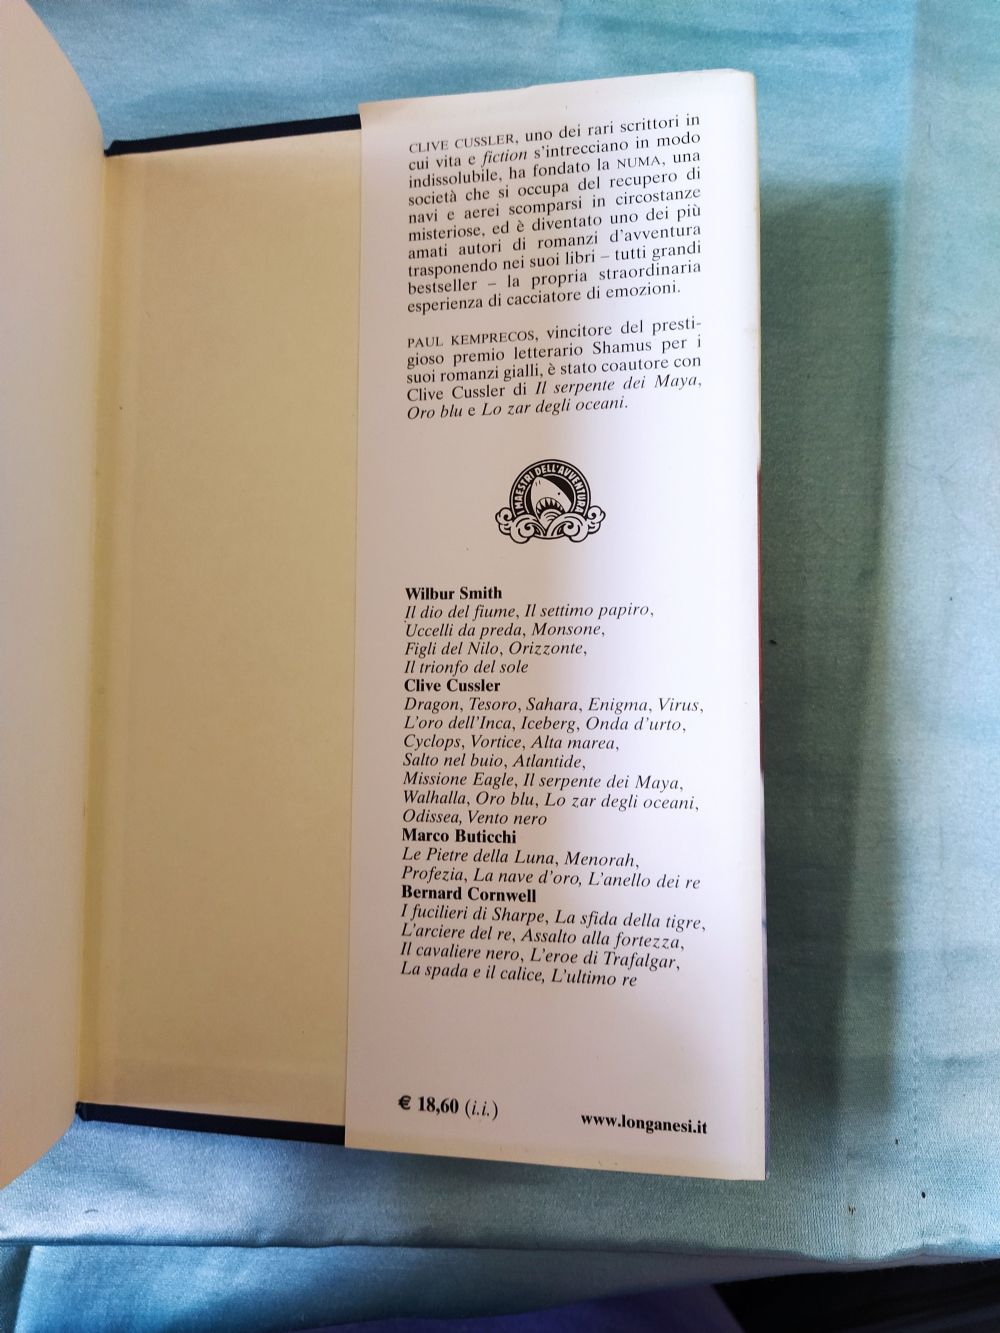 CLIVE CUSSLER, uno dei rari scrittori in
cui vita e fiction s'intrecciano in modo
indissolubile, ha fondato la NUMA, una
società che si occupa del recupero di
navi e aerei scomparsi in circostanze
misteriose, ed è diventato uno dei più
amati autori di romanzi d'avventura
trasponendo nei suoi libri – tutti grandi
bestseller – la propria straordinaria
esperienza di cacciatore di emozioni.
PAUL KEMPRECOS, vincitore del presti-
gioso premio letterario Shamus per i
suoi romanzi gialli, è stato coautore con
Clive Cussler di Il serpente dei Maya,
Oro blu e Lo zar degli oceani.
I MAESTRI DELL'AVVENTURA
Wilbur Smith
Il dio del fiume, Il settimo papiro,
Uccelli da preda, Monsone,
Figli del Nilo, Orizzonte,
Il trionfo del sole
Clive Cussler
Dragon, Tesoro, Sahara, Enigma, Virus,
L'oro dell'Inca, Iceberg, Onda d'urto,
Cyclops, Vortice, Alta marea,
Salto nel buio, Atlantide,
Missione Eagle, Il serpente dei Maya,
Walhalla, Oro blu, Lo zar degli oceani,
Odissea, Vento nero
Marco Buticchi
Le Pietre della Luna, Menorah,
Profezia, La nave d'oro, L'anello dei re
Bernard Cornwell
I fucilieri di Sharpe, La sfida della tigre,
L'arciere del re, Assalto alla fortezza,
Il cavaliere nero, L'eroe di Trafalgar,
La spada e il calice, L'ultimo re
€ 18,60 (i.i.)
www.longanesi.it